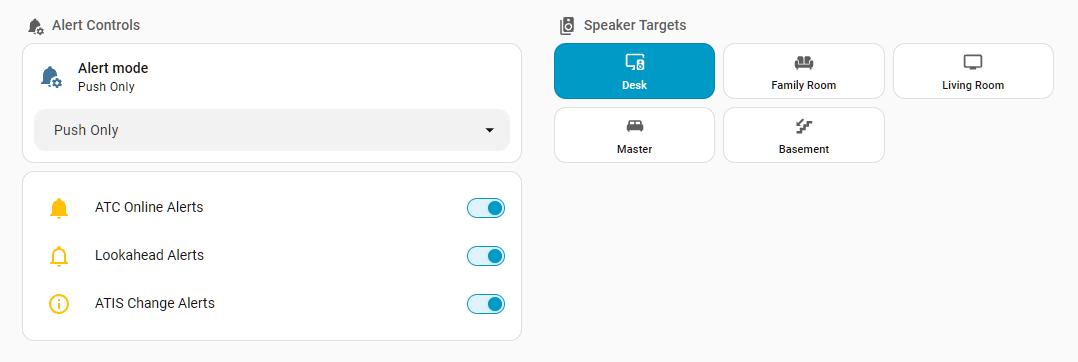 Alert Controls
Alert mode
Push Only
Push Only
ATC Online Alerts
Lookahead Alerts
ATIS Change Alerts
Speaker Targets
Desk
Family Room
Living Room
Master
Basement